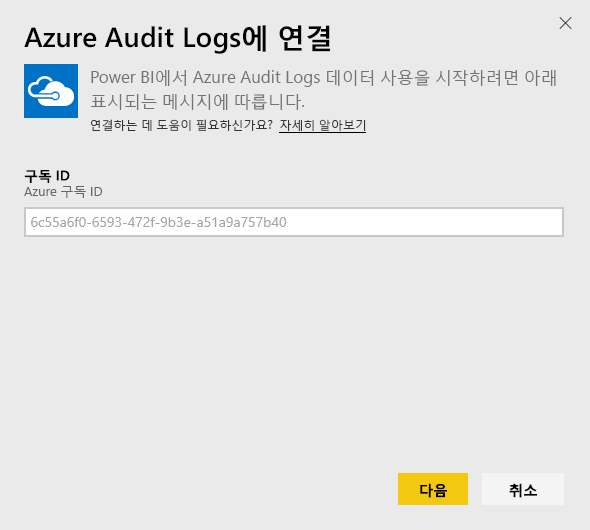 Azure Audit Logs에 연결
Power BI에서 Azure Audit Logs 데이터 사용을 시작하려면 아래
표시되는 메시지에 따릅니다.
연결하는 데 도움이 필요하신가요? 자세히 알아보기
구독 ID
Azure 구독 ID
6c55a6f0-6593-472f-9b3e-a51a9a757b40
다음 취소